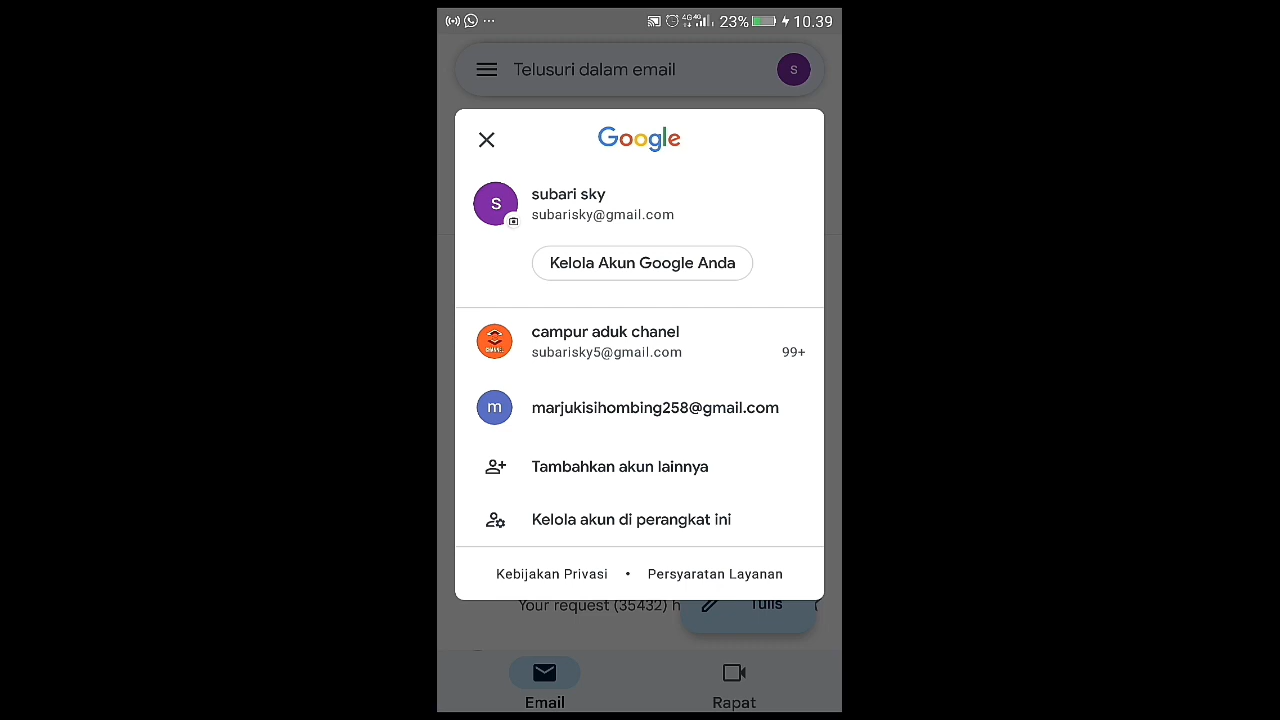 23% 10.39
Telusuri dalam email
S
Google
S
subari sky
subarisky@gmail.com
Kelola Akun Google Anda
CHANEL
campur aduk chanel
subarisky5@gmail.com
99+
m
marjukisihombing258@gmail.com
Tambahkan akun lainnya
Kelola akun di perangkat ini
Kebijakan Privasi • Persyaratan Layanan
Your request (35432) h
Tulis
Email
Rapat